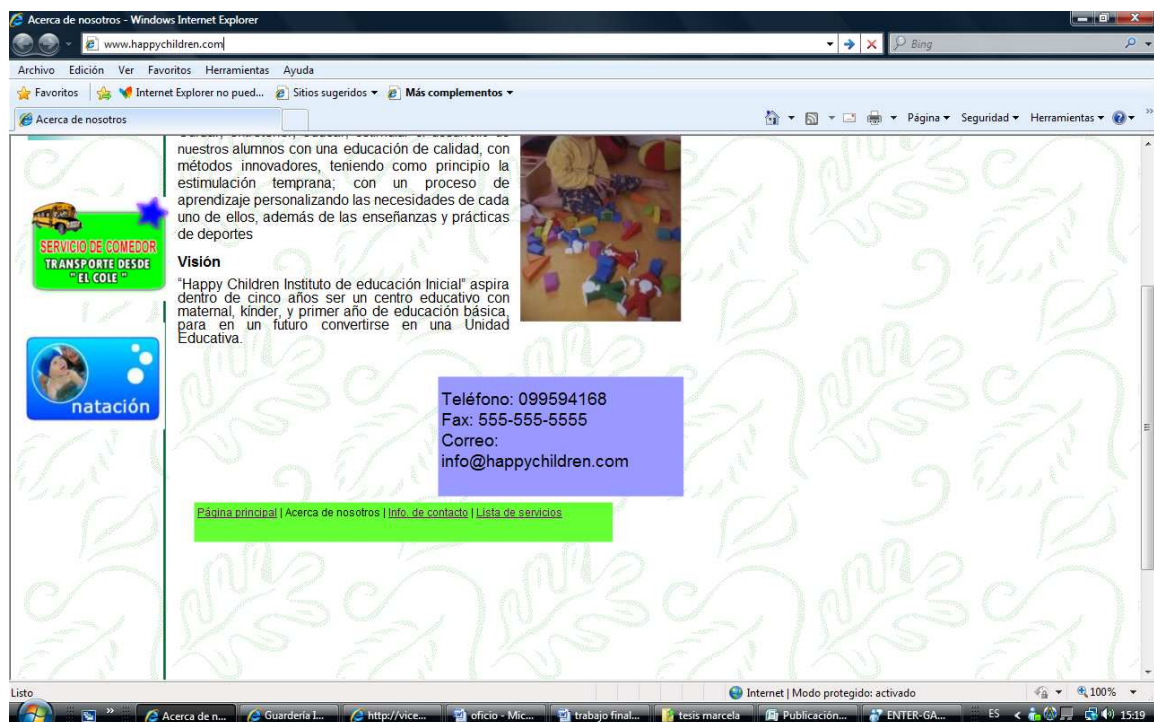 Acerca de nosotros - Windows Internet Explorer
www.happychildren.com
Bing
Archivo Edición Ver Favoritos Herramientas Ayuda
Favoritos Internet Explorer no pued... Sitios sugeridos Más complementos
Acerca de nosotros Página Seguridad Herramientas
nuestros alumnos con una educación de calidad, con
métodos innovadores, teniendo como principio la
estimulación temprana; con un proceso de
aprendizaje personalizando las necesidades de cada
uno de ellos, además de las enseñanzas y prácticas
de deportes
SERVICIO DE COMEDOR
TRANSPORTE DESDE
"EL COLE"
Visión
"Happy Children Instituto de educación Inicial" aspira
dentro de cinco años ser un centro educativo con
maternal, kínder, y primer año de educación básica,
para en un futuro convertirse en una Unidad
Educativa.
natación
Teléfono: 099594168
Fax: 555-555-5555
Correo:
info@happychildren.com
Página principal | Acerca de nosotros | Info. de contacto | Lista de servicios
Listo Internet | Modo protegido: activado 100%
Acerca de n... Guardería I... http://vice... oficio - Mic... trabajo final... tesis marcela Publicación... ENTER-GA... ES 15:19